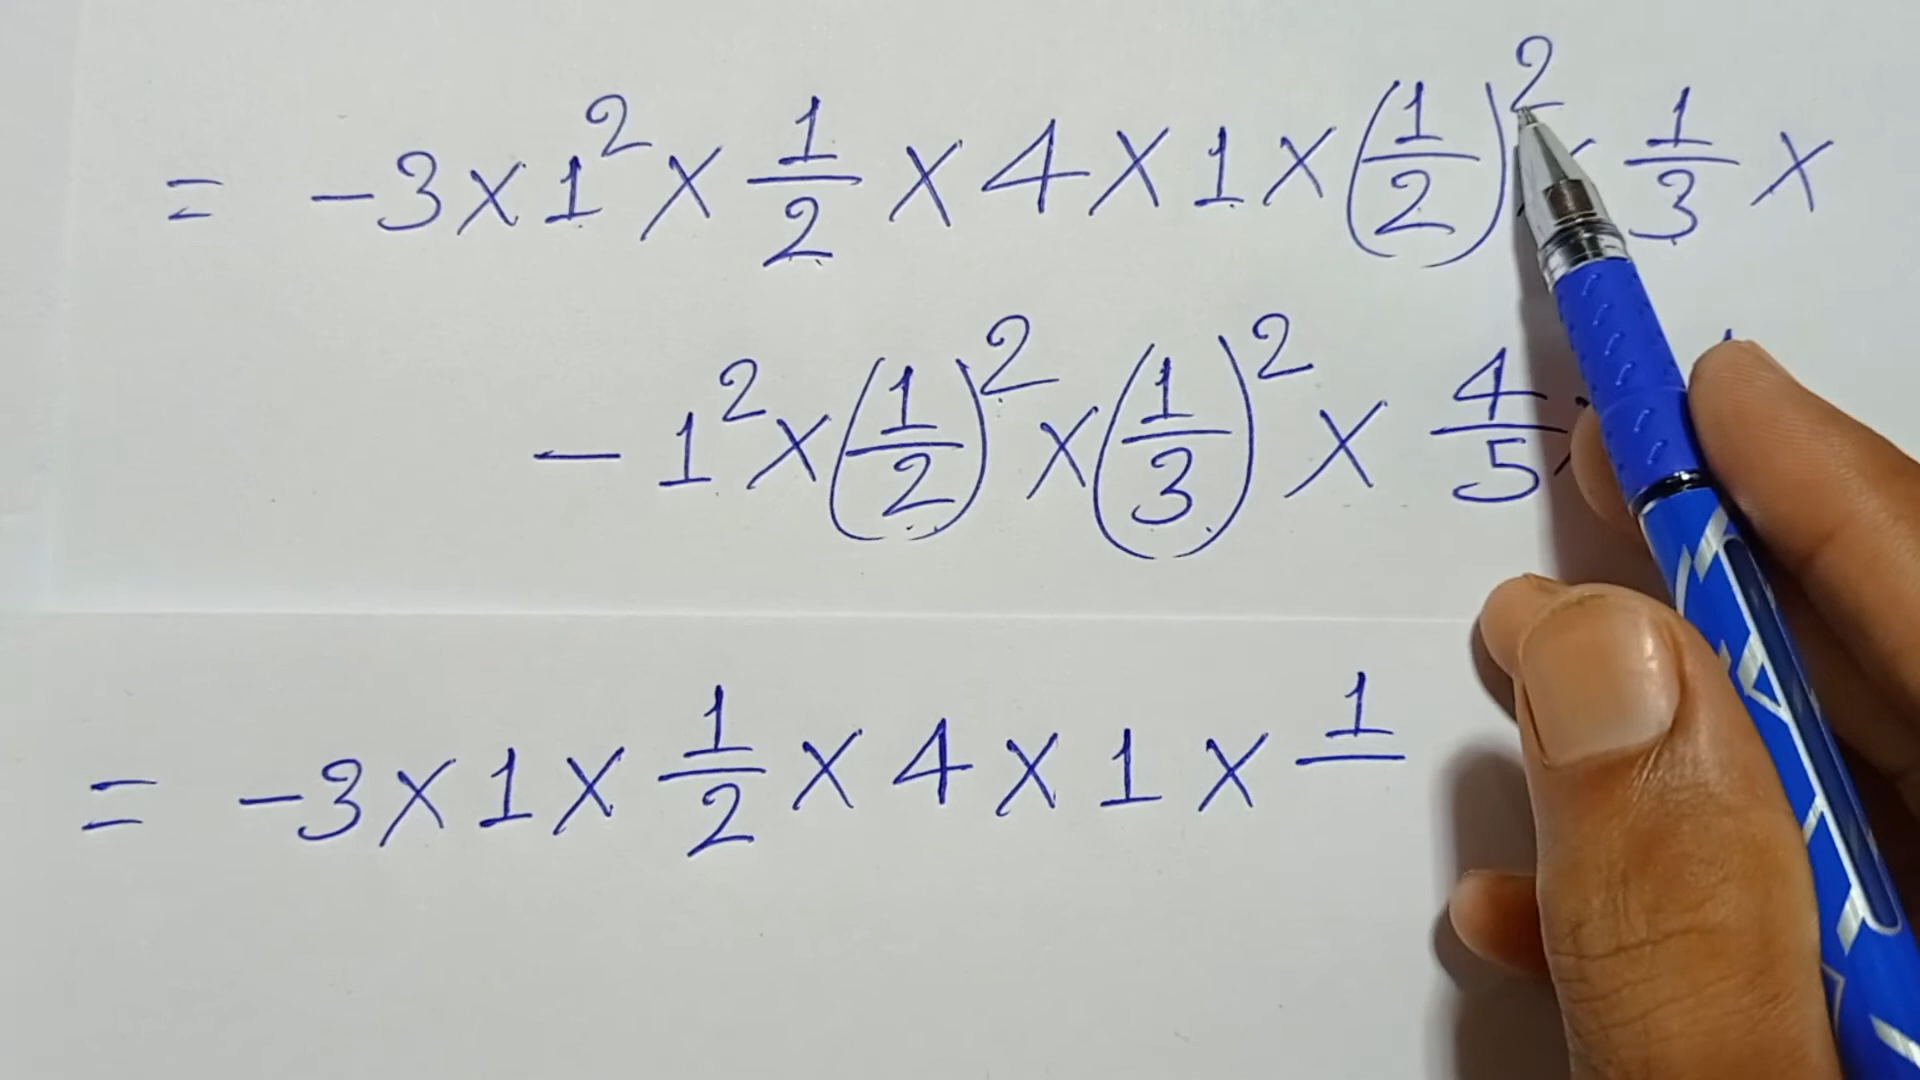 = -3 × 1² × 1/2 × 4 × 1 × (1/2)² × 1/3 ×
- 1² × (1/2)² × (1/3)² × 4/5
= -3 × 1 × 1/2 × 4 × 1 × 1/